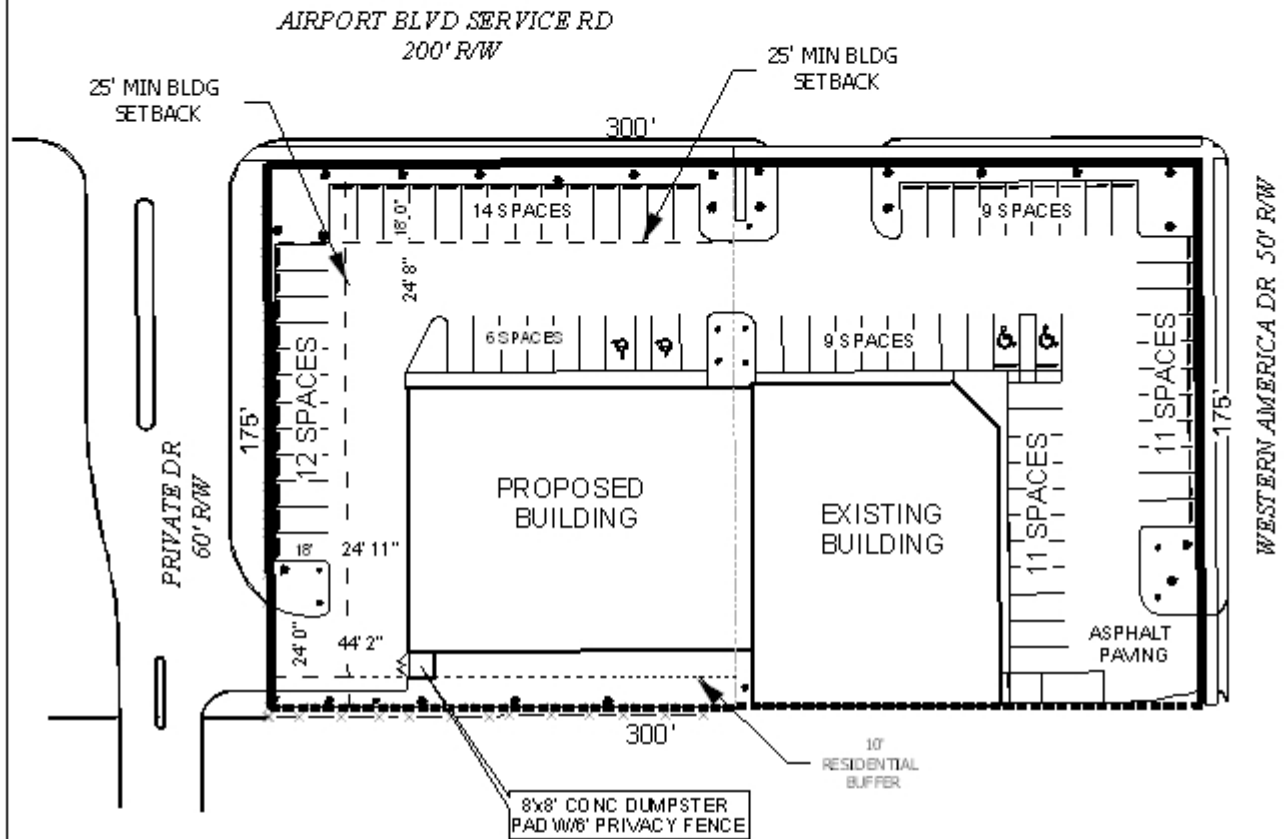 AIRPORT BLVD SERVICE RD
200' R/W
25' MIN BLDG
SETBACK
25' MIN BLDG
SETBACK
300'
14 SPACES
9 SPACES
18' 0"
24' 8"
6 SPACES
9 SPACES
12 SPACES
11 SPACES
11 SPACES
175'
175'
PRIVATE DR
60' R/W
WESTERN AMERICA DR 50' R/W
PROPOSED
BUILDING
EXISTING
BUILDING
18'
24' 11"
24' 0"
44' 2"
ASPHALT
PAVING
300'
10'
RESIDENTIAL
BUFFER
8'x8' CONC DUMPSTER
PAD W/6' PRIVACY FENCE